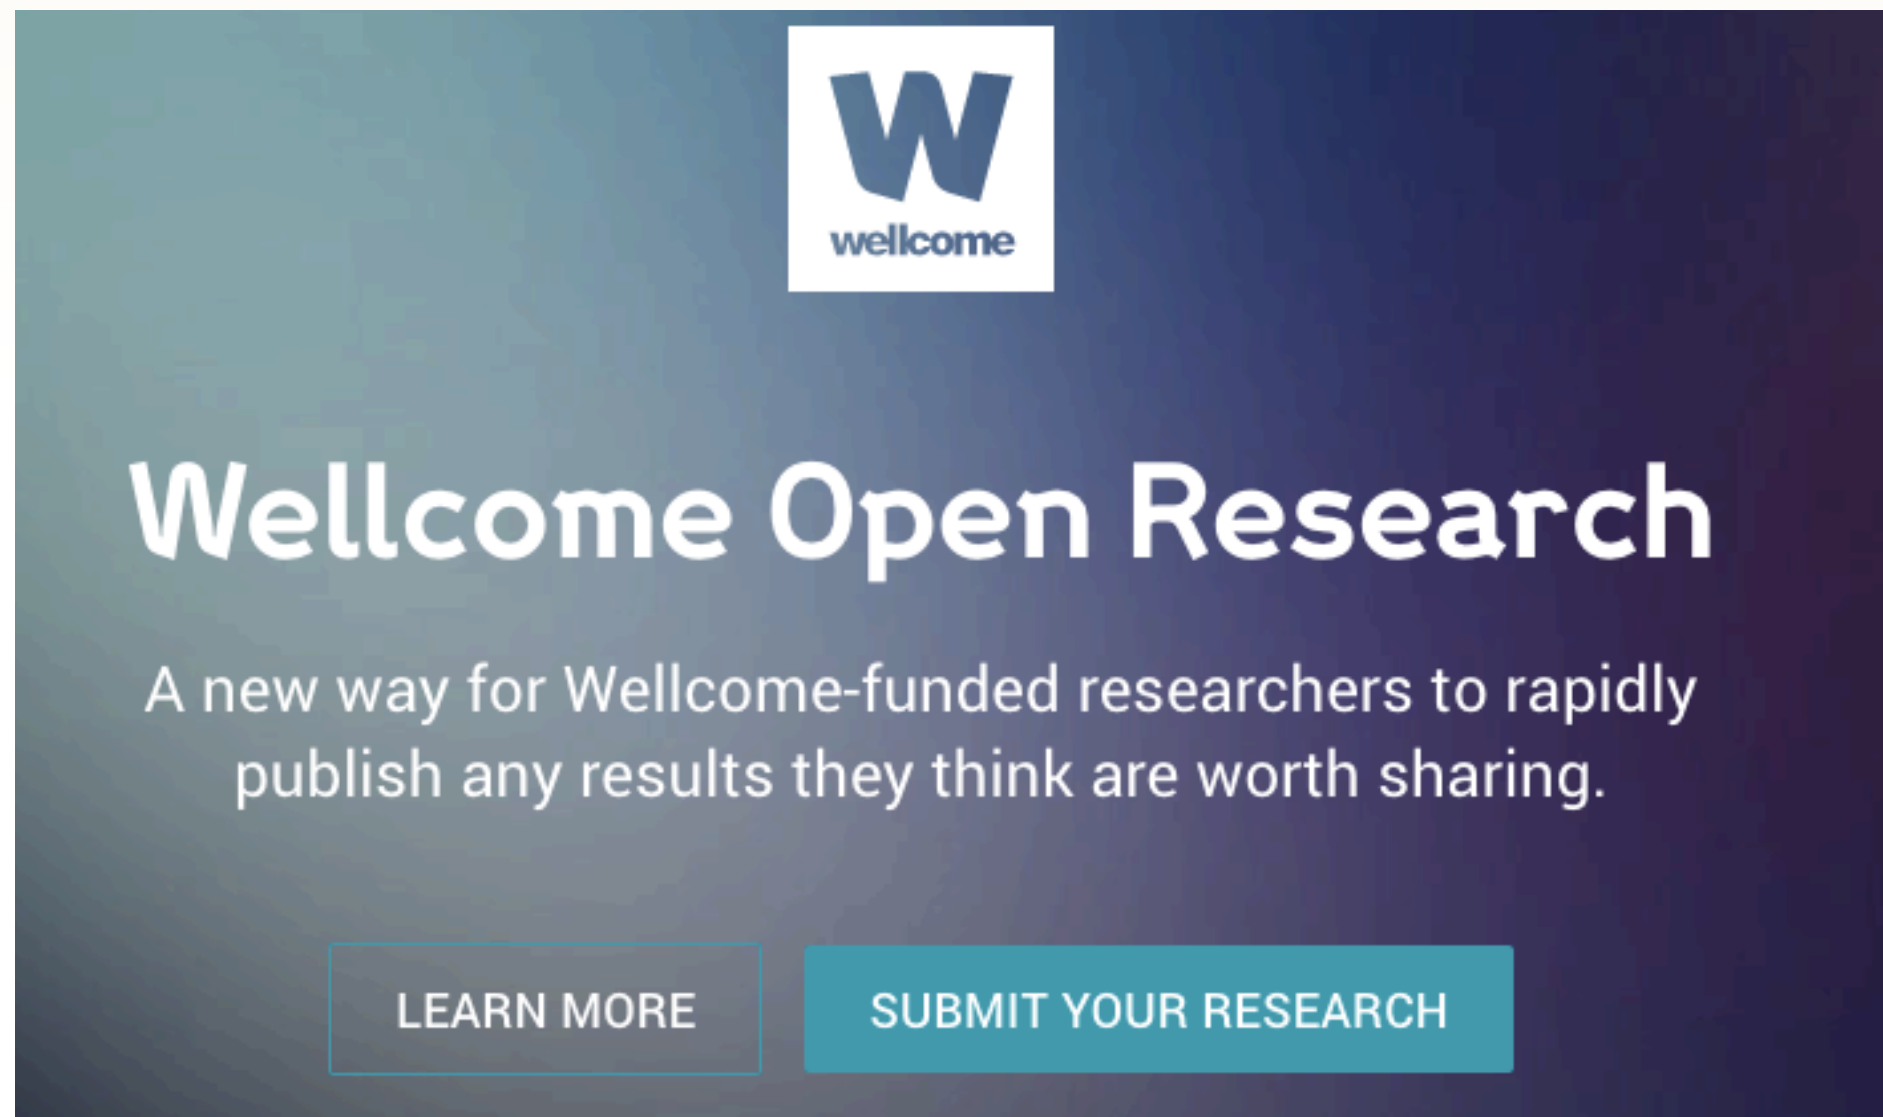 W
wellcome
Wellcome Open Research
A new way for Wellcome-funded researchers to rapidly
publish any results they think are worth sharing.
LEARN MORE
SUBMIT YOUR RESEARCH